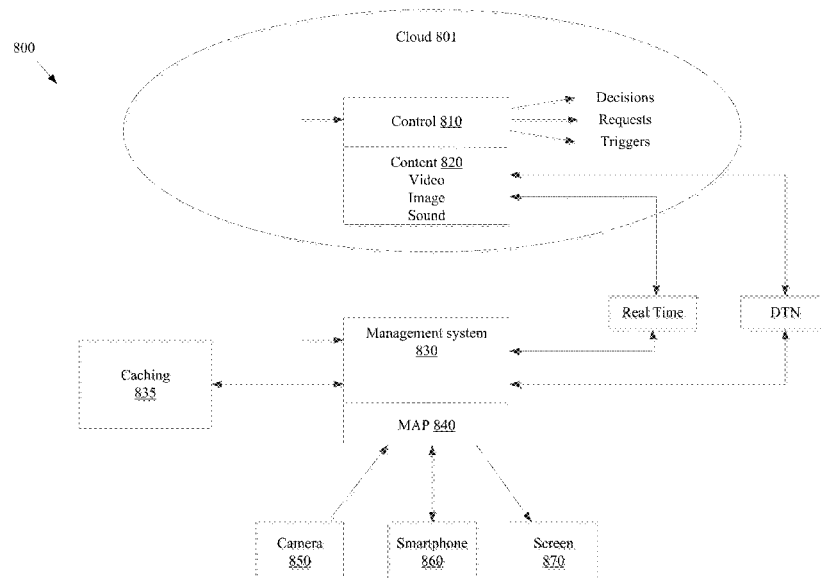 800
Cloud 801
Control 810
Decisions
Requests
Triggers
Content 820
Video
Image
Sound
Real Time
DTN
Management system
830
Caching
835
MAP 840
Camera
850
Smartphone
860
Screen
870